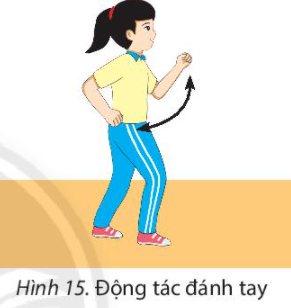 Hình 15. Động tác đánh tay